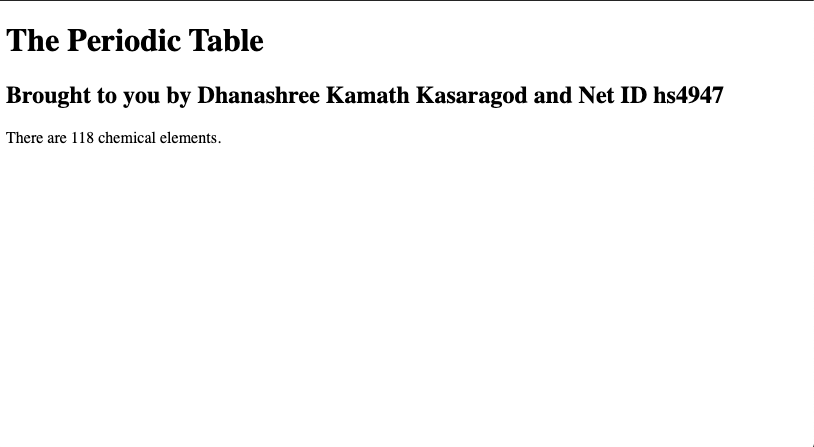 The Periodic Table
Brought to you by Dhanashree Kamath Kasaragod and Net ID hs4947
There are 118 chemical elements.